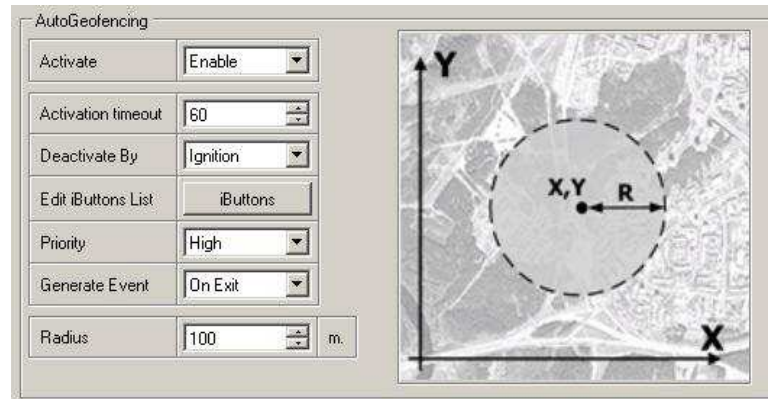 AutoGeofencing
Activate Enable
Activation timeout 60
Deactivate By Ignition
Edit iButtons List iButtons
Priority High
Generate Event On Exit
Radius 100 m.
Y
X,Y R
X